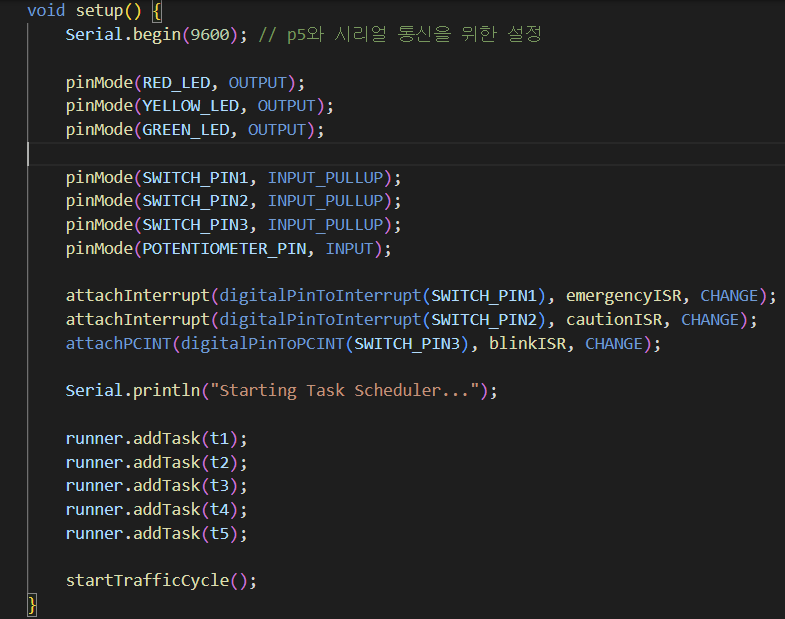 void setup() {
Serial.begin(9600); // p5와 시리얼 통신을 위한 설정
pinMode(RED_LED, OUTPUT);
pinMode(YELLOW_LED, OUTPUT);
pinMode(GREEN_LED, OUTPUT);
pinMode(SWITCH_PIN1, INPUT_PULLUP);
pinMode(SWITCH_PIN2, INPUT_PULLUP);
pinMode(SWITCH_PIN3, INPUT_PULLUP);
pinMode(POTENTIOMETER_PIN, INPUT);
attachInterrupt(digitalPinToInterrupt(SWITCH_PIN1), emergencyISR, CHANGE);
attachInterrupt(digitalPinToInterrupt(SWITCH_PIN2), cautionISR, CHANGE);
attachPCINT(digitalPinToPCINT(SWITCH_PIN3), blinkISR, CHANGE);
Serial.println("Starting Task Scheduler...");
runner.addTask(t1);
runner.addTask(t2);
runner.addTask(t3);
runner.addTask(t4);
runner.addTask(t5);
startTrafficCycle();
}